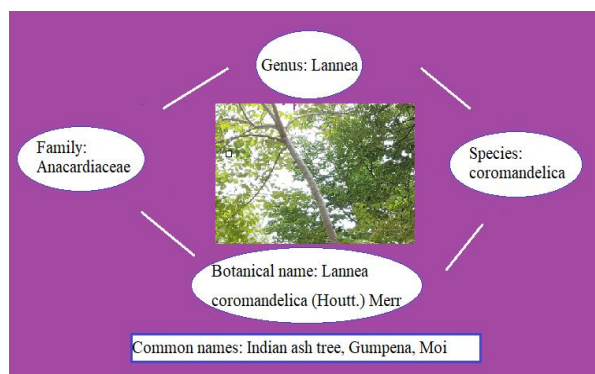 Genus: Lannea
Family:
Anacardiaceae
Species:
coromandelica
Botanical name: Lannea
coromandelica (Houtt.) Merr
Common names: Indian ash tree, Gumpena, Moi